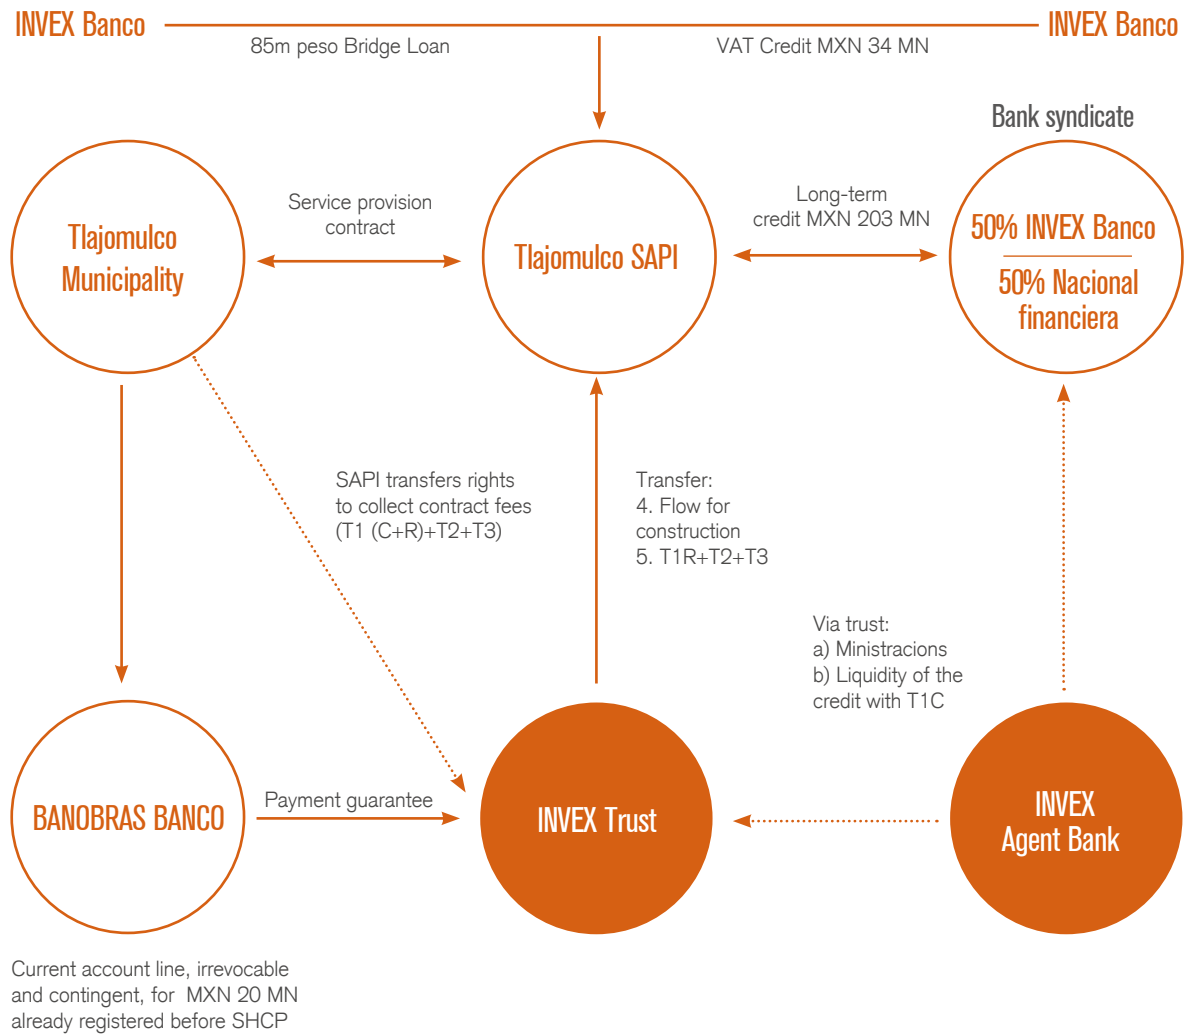 INVEX Banco
INVEX Banco
85m peso Bridge Loan
VAT Credit MXN 34 MN
Bank syndicate
Tlajomulco
Municipality
Service provision
contract
Tlajomulco SAPI
Long-term
credit MXN 203 MN
50% INVEX Banco
50% Nacional
financiera
SAPI transfers rights
to collect contract fees
(T1 (C+R)+T2+T3)
Transfer:
4. Flow for
construction
5. T1R+T2+T3
Via trust:
a) Ministracions
b) Liquidity of the
credit with T1C
BANOBRAS BANCO
Payment guarantee
INVEX Trust
INVEX
Agent Bank
Current account line, irrevocable
and contingent, for MXN 20 MN
already registered before SHCP